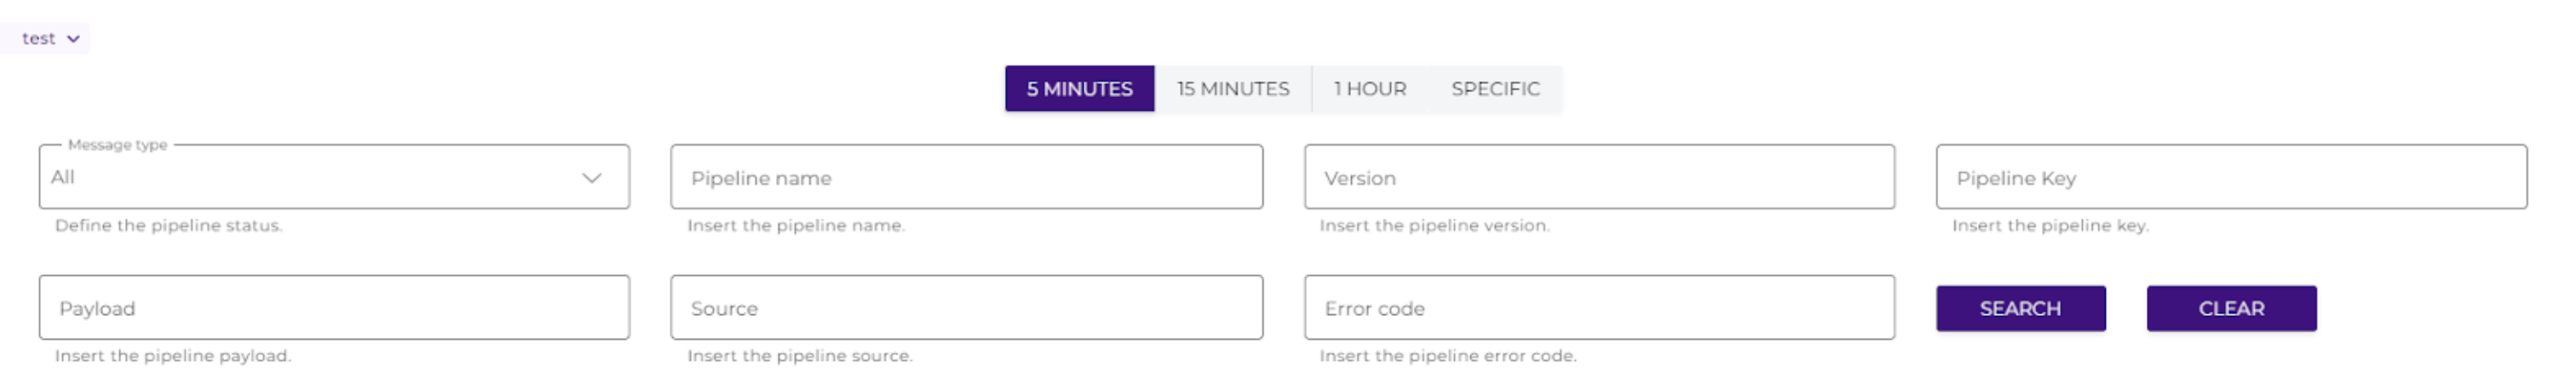 test
5 MINUTES 15 MINUTES 1 HOUR SPECIFIC
Message type
All Pipeline name Version Pipeline Key
Define the pipeline status. Insert the pipeline name. Insert the pipeline version. Insert the pipeline key.
Payload Source Error code SEARCH CLEAR
Insert the pipeline payload. Insert the pipeline source. Insert the pipeline error code.